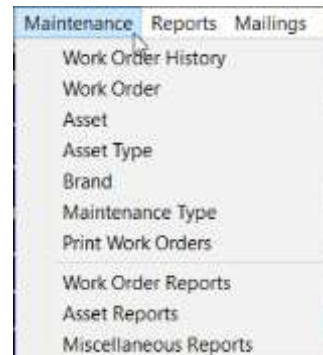 Maintenance Reports Mailings
Work Order History
Work Order
Asset
Asset Type
Brand
Maintenance Type
Print Work Orders
Work Order Reports
Asset Reports
Miscellaneous Reports